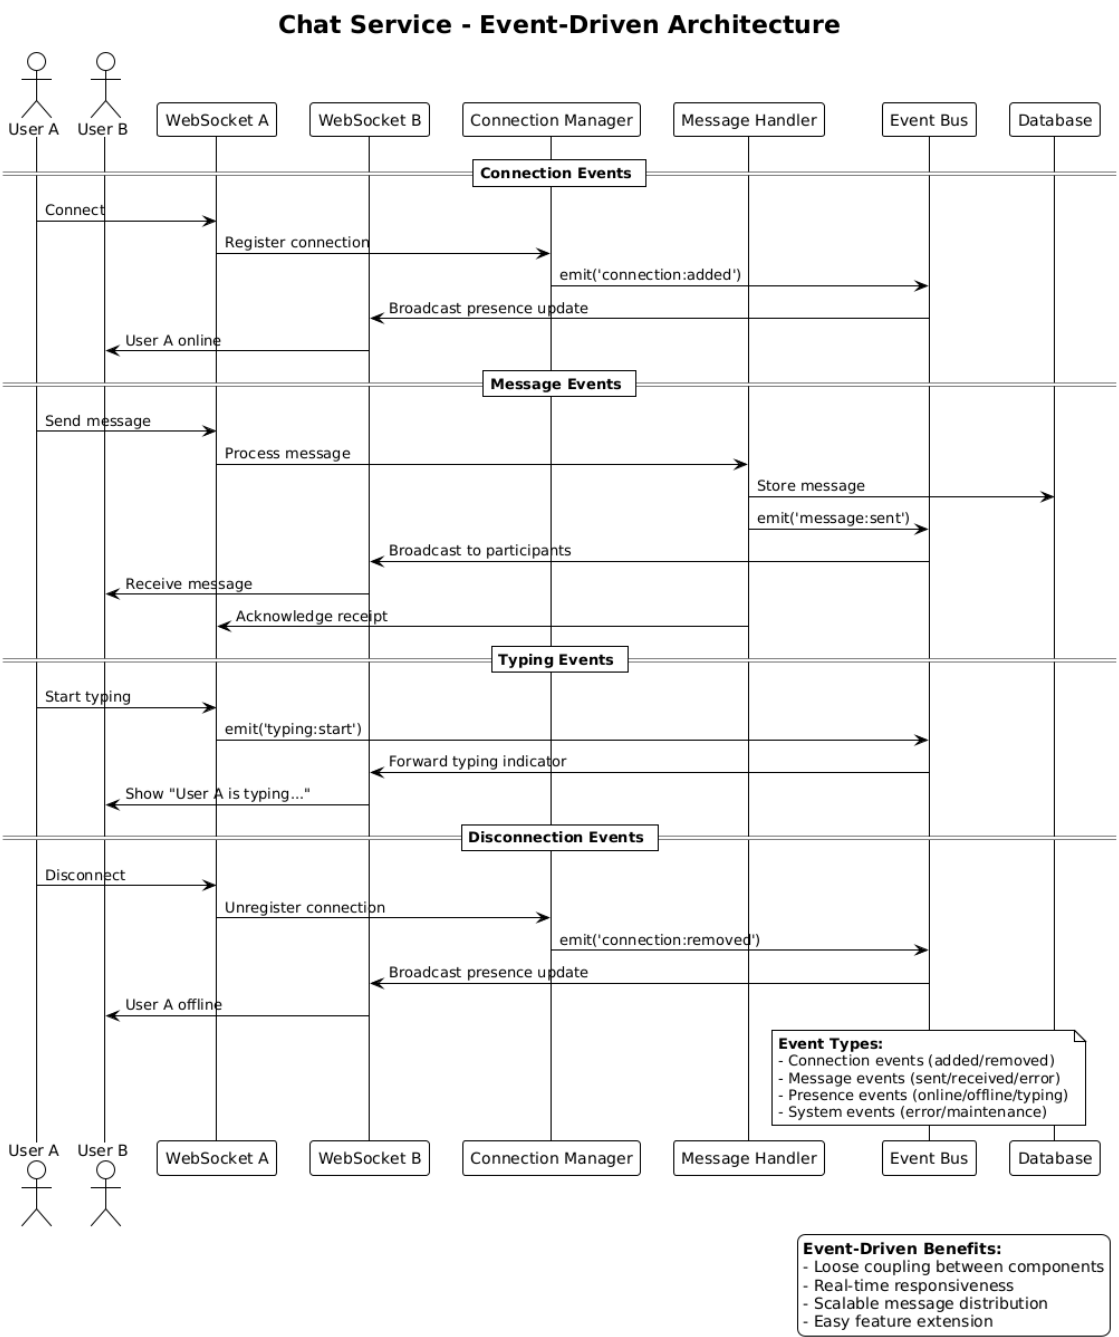 Chat Service - Event-Driven Architecture
User A
User B
WebSocket A
WebSocket B
Connection Manager
Message Handler
Event Bus
Database
Connection Events
Connect
Register connection
emit('connection:added')
Broadcast presence update
User A online
Message Events
Send message
Process message
Store message
emit('message:sent')
Broadcast to participants
Receive message
Acknowledge receipt
Typing Events
Start typing
emit('typing:start')
Forward typing indicator
Show "User A is typing..."
Disconnection Events
Disconnect
Unregister connection
emit('connection:removed')
Broadcast presence update
User A offline
Event Types:
- Connection events (added/removed)
- Message events (sent/received/error)
- Presence events (online/offline/typing)
- System events (error/maintenance)
User A
User B
WebSocket A
WebSocket B
Connection Manager
Message Handler
Event Bus
Database
Event-Driven Benefits:
- Loose coupling between components
- Real-time responsiveness
- Scalable message distribution
- Easy feature extension